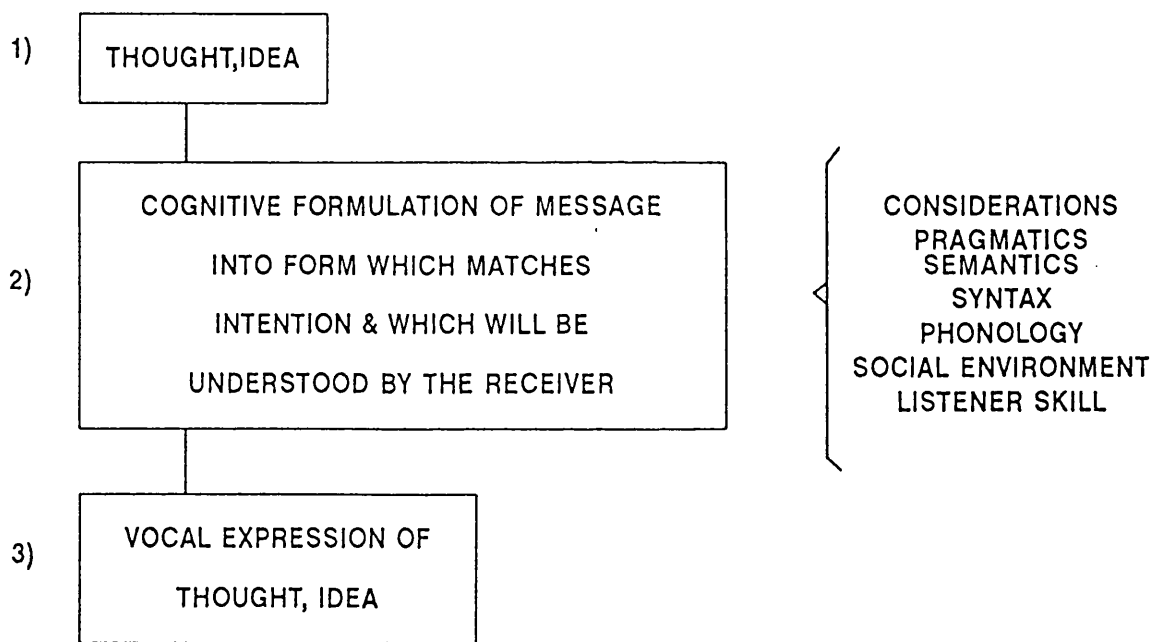 1)
THOUGHT,IDEA
2)
COGNITIVE FORMULATION OF MESSAGE
INTO FORM WHICH MATCHES
INTENTION & WHICH WILL BE
UNDERSTOOD BY THE RECEIVER
CONSIDERATIONS
PRAGMATICS
SEMANTICS
SYNTAX
PHONOLOGY
SOCIAL ENVIRONMENT
LISTENER SKILL
3)
VOCAL EXPRESSION OF
THOUGHT, IDEA